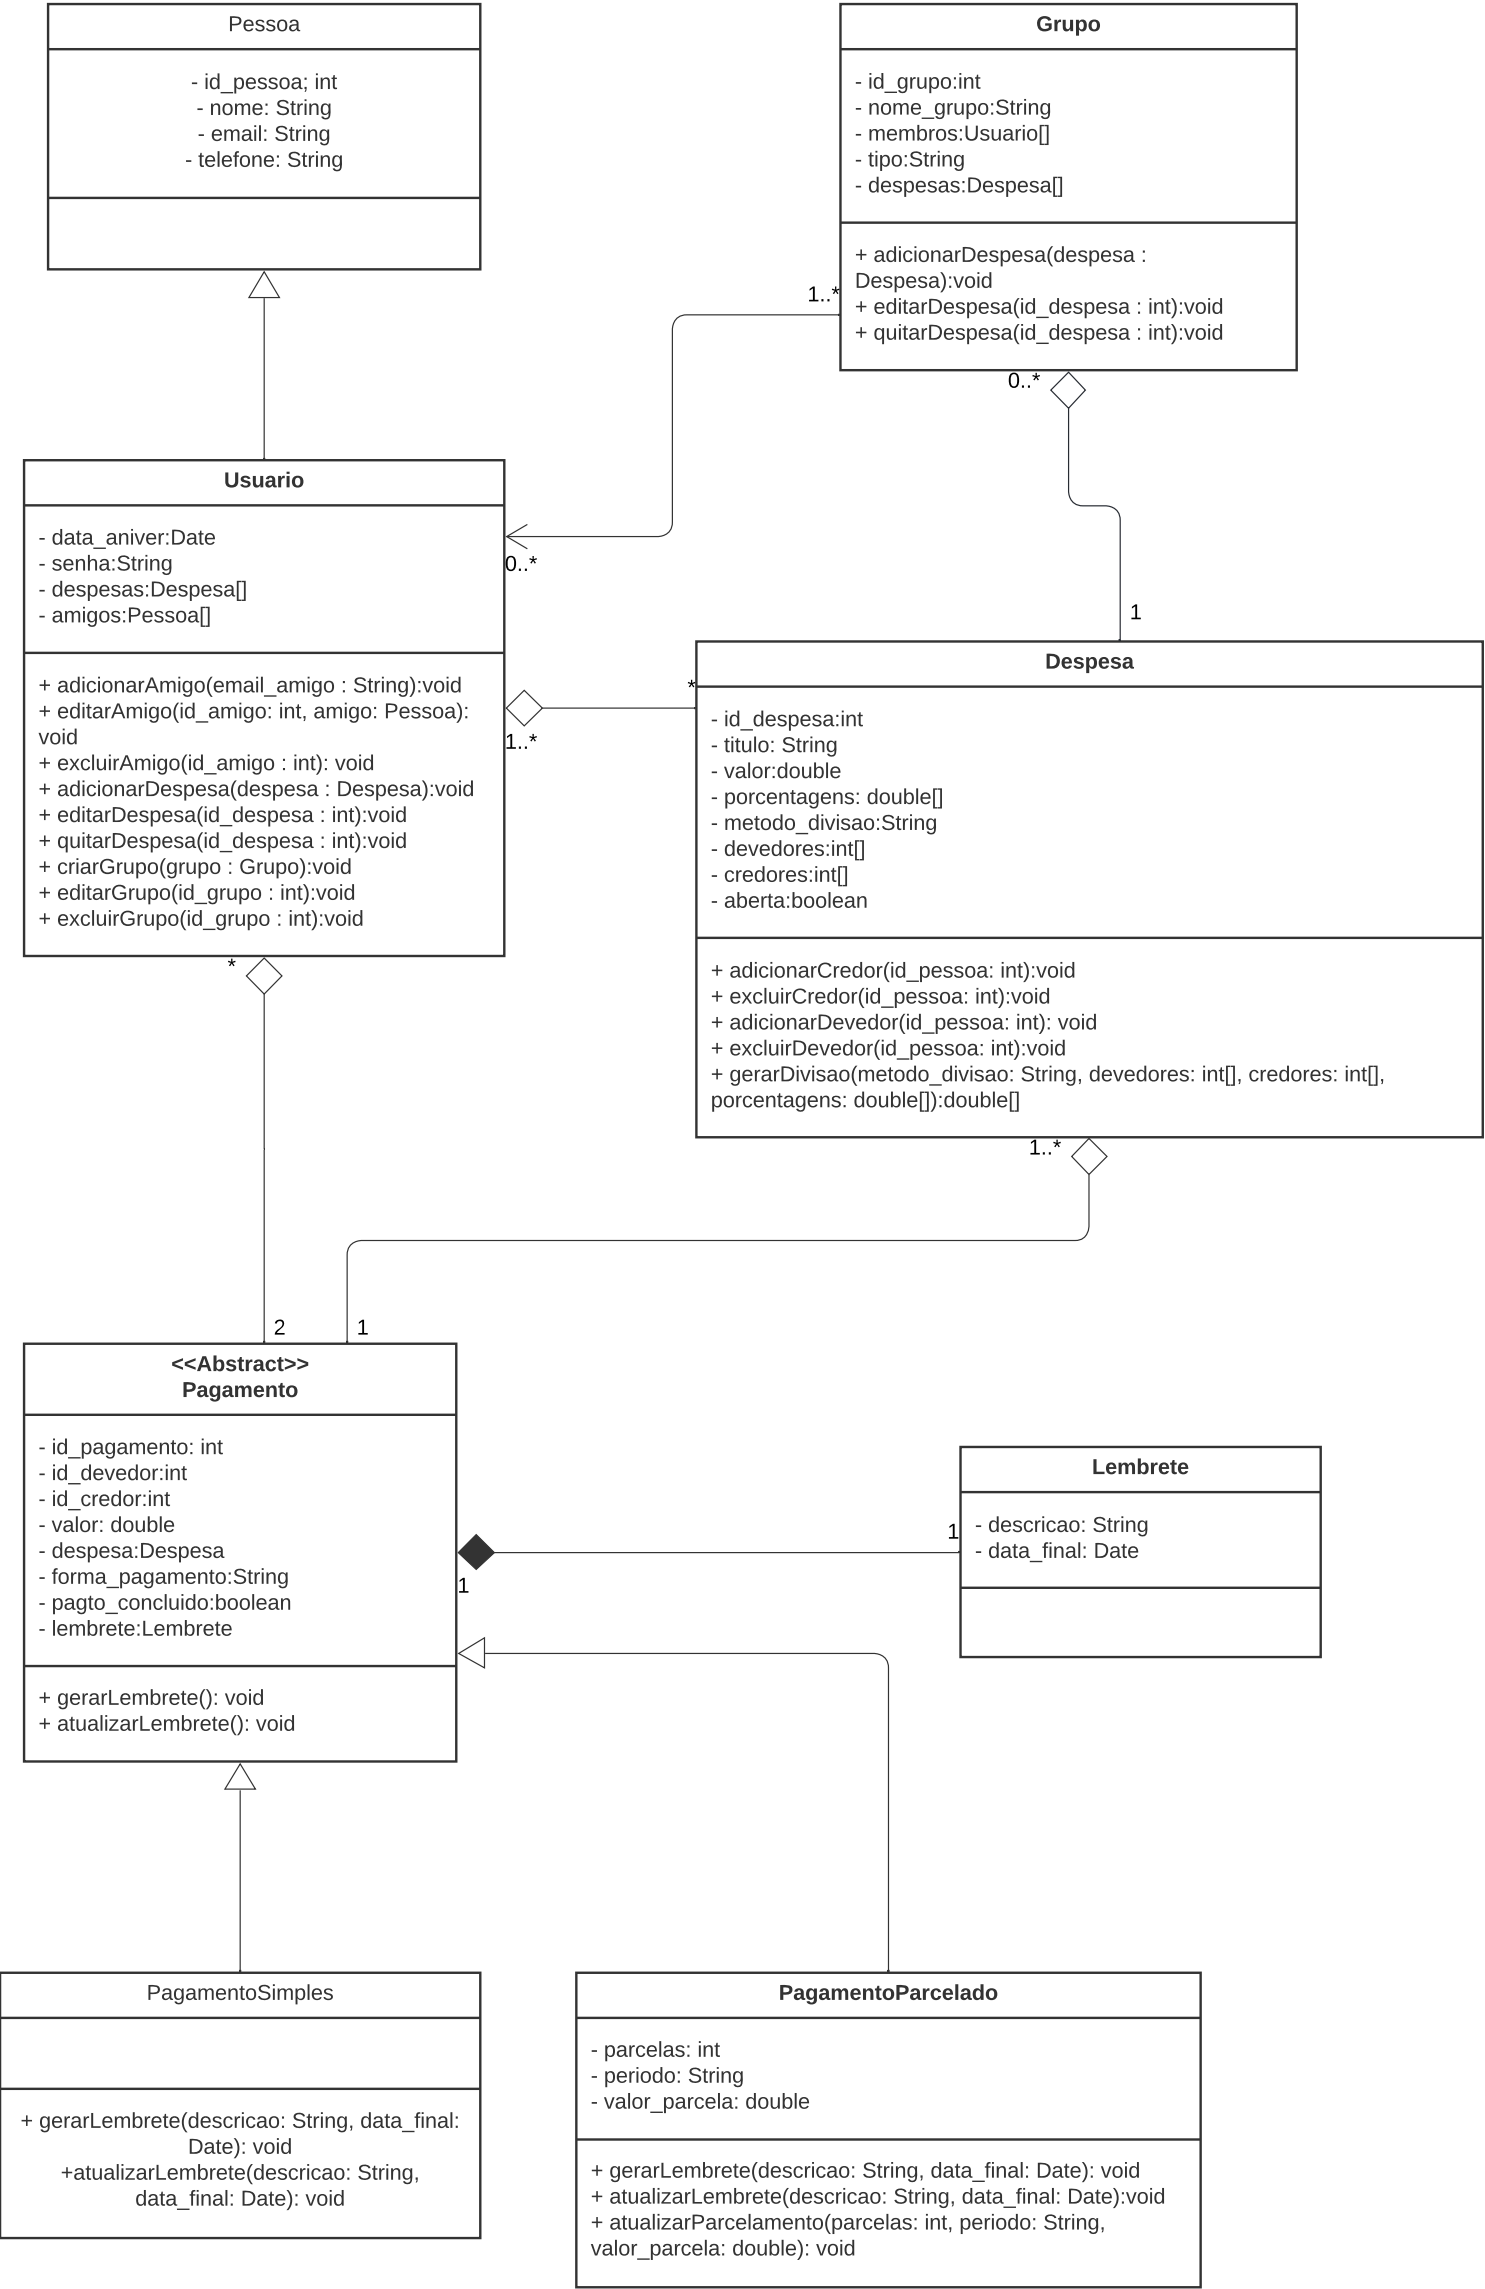 Pessoa
- id_pessoa; int
- nome: String
- email: String
- telefone: String
Grupo
- id_grupo:int
- nome_grupo:String
- membros:Usuario[]
- tipo:String
- despesas:Despesa[]
+ adicionarDespesa(despesa :
Despesa):void
+ editarDespesa(id_despesa : int):void
+ quitarDespesa(id_despesa : int):void
1..*
0..*
0..*
1
Usuario
- data_aniver:Date
- senha:String
- despesas:Despesa[]
- amigos:Pessoa[]
+ adicionarAmigo(email_amigo : String):void
+ editarAmigo(id_amigo: int, amigo: Pessoa):
void
+ excluirAmigo(id_amigo : int): void
+ adicionarDespesa(despesa : Despesa):void
+ editarDespesa(id_despesa : int):void
+ quitarDespesa(id_despesa : int):void
+ criarGrupo(grupo : Grupo):void
+ editarGrupo(id_grupo : int):void
+ excluirGrupo(id_grupo : int):void
*
1..*
Despesa
- id_despesa:int
- titulo: String
- valor:double
- porcentagens: double[]
- metodo_divisao:String
- devedores:int[]
- credores:int[]
- aberta:boolean
+ adicionarCredor(id_pessoa: int):void
+ excluirCredor(id_pessoa: int):void
+ adicionarDevedor(id_pessoa: int): void
+ excluirDevedor(id_pessoa: int):void
+ gerarDivisao(metodo_divisao: String, devedores: int[], credores: int[],
porcentagens: double[]):double[]
*
1..*
2
1
<<Abstract>>
Pagamento
- id_pagamento: int
- id_devedor:int
- id_credor:int
- valor: double
- despesa:Despesa
- forma_pagamento:String
- pagto_concluido:boolean
- lembrete:Lembrete
+ gerarLembrete(): void
+ atualizarLembrete(): void
1
1
Lembrete
- descricao: String
- data_final: Date
PagamentoSimples
+ gerarLembrete(descricao: String, data_final:
Date): void
+atualizarLembrete(descricao: String,
data_final: Date): void
PagamentoParcelado
- parcelas: int
- periodo: String
- valor_parcela: double
+ gerarLembrete(descricao: String, data_final: Date): void
+ atualizarLembrete(descricao: String, data_final: Date):void
+ atualizarParcelamento(parcelas: int, periodo: String,
valor_parcela: double): void